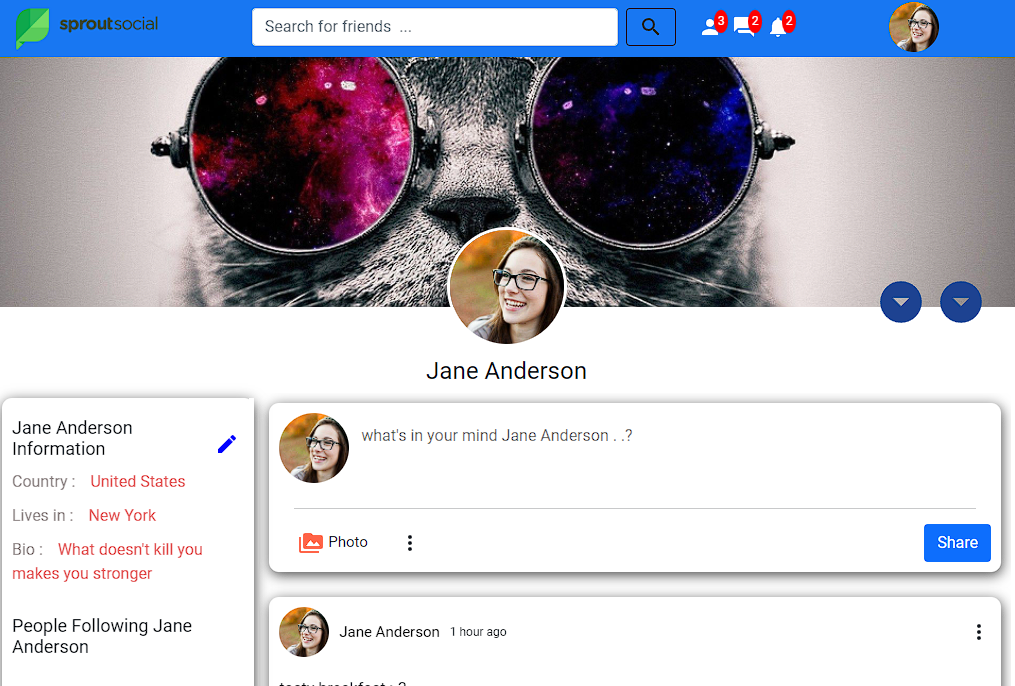 sproutsocial
Search for friends ...
3
2
2
Jane Anderson
Jane Anderson
Information
Country : United States
Lives in : New York
Bio : What doesn't kill you
makes you stronger
People Following Jane
Anderson
what's in your mind Jane Anderson . .?
Photo
Share
Jane Anderson 1 hour ago